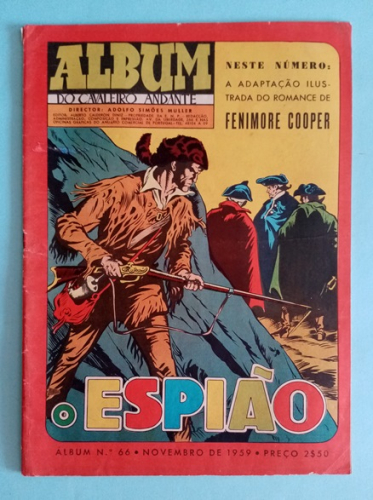 ALBUM
DO CAVALEIRO ANDANTE
DIRECTOR: ADOLFO SIMÕES MULLER
NESTE NÚMERO:
A ADAPTAÇÃO ILUS-
TRADA DO ROMANCE DE
FENIMORE COOPER
O ESPIÃO
ALBUM N.º 66 • NOVEMBRO DE 1959 • PREÇO 2$50